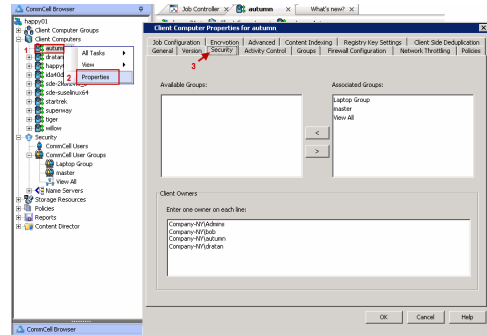 CommCell Browser
happy01
Client Computer Groups
Client Computers
1
autumn
dratan
sde-suselinux64
startrek
superway
tiger
willow
Security
CommCell Users
CommCell User Groups
Laptop Group
master
View All
Name Servers
Storage Resources
Policies
Reports
Content Director
CommCell Browser
All Tasks
View
2
Properties
Job Controller
autumn
What's new?
Client Computer Properties for autumn
Job Configuration
Encryption
Advanced
Content Indexing
Registry Key Settings
Client Side Deduplication
General
Version
Security
Activity Control
Groups
Firewall Configuration
Network Throttling
Policies
3
Available Groups:
Associated Groups:
Laptop Group
master
View All
<
>
Client Owners
Enter one owner on each line:
Company-NY\Admins
Company-NY\bob
Company-NY\autumn
Company-NY\dratan
OK
Cancel
Help